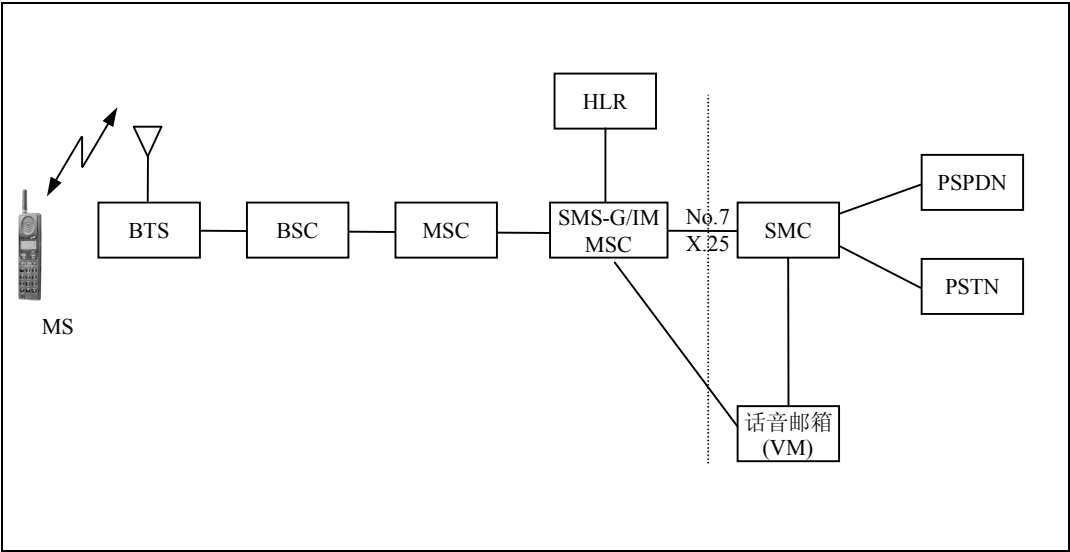 HLR
PSPDN
BTS
BSC
MSC
SMS-G/IM
MSC
No.7
X.25
SMC
PSTN
MS
话音邮箱
(VM)